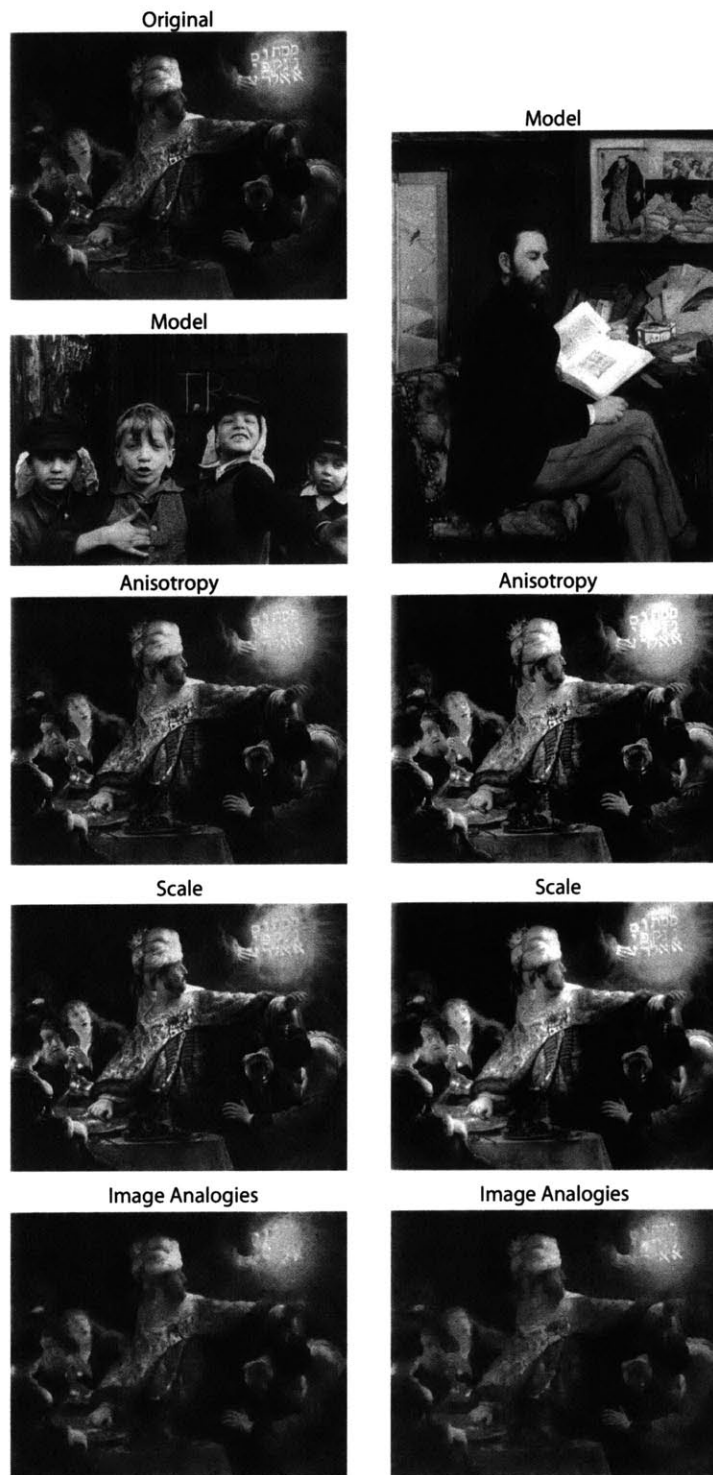 Original
Model
Model
Anisotropy
Anisotropy
Scale
Scale
Image Analogies
Image Analogies